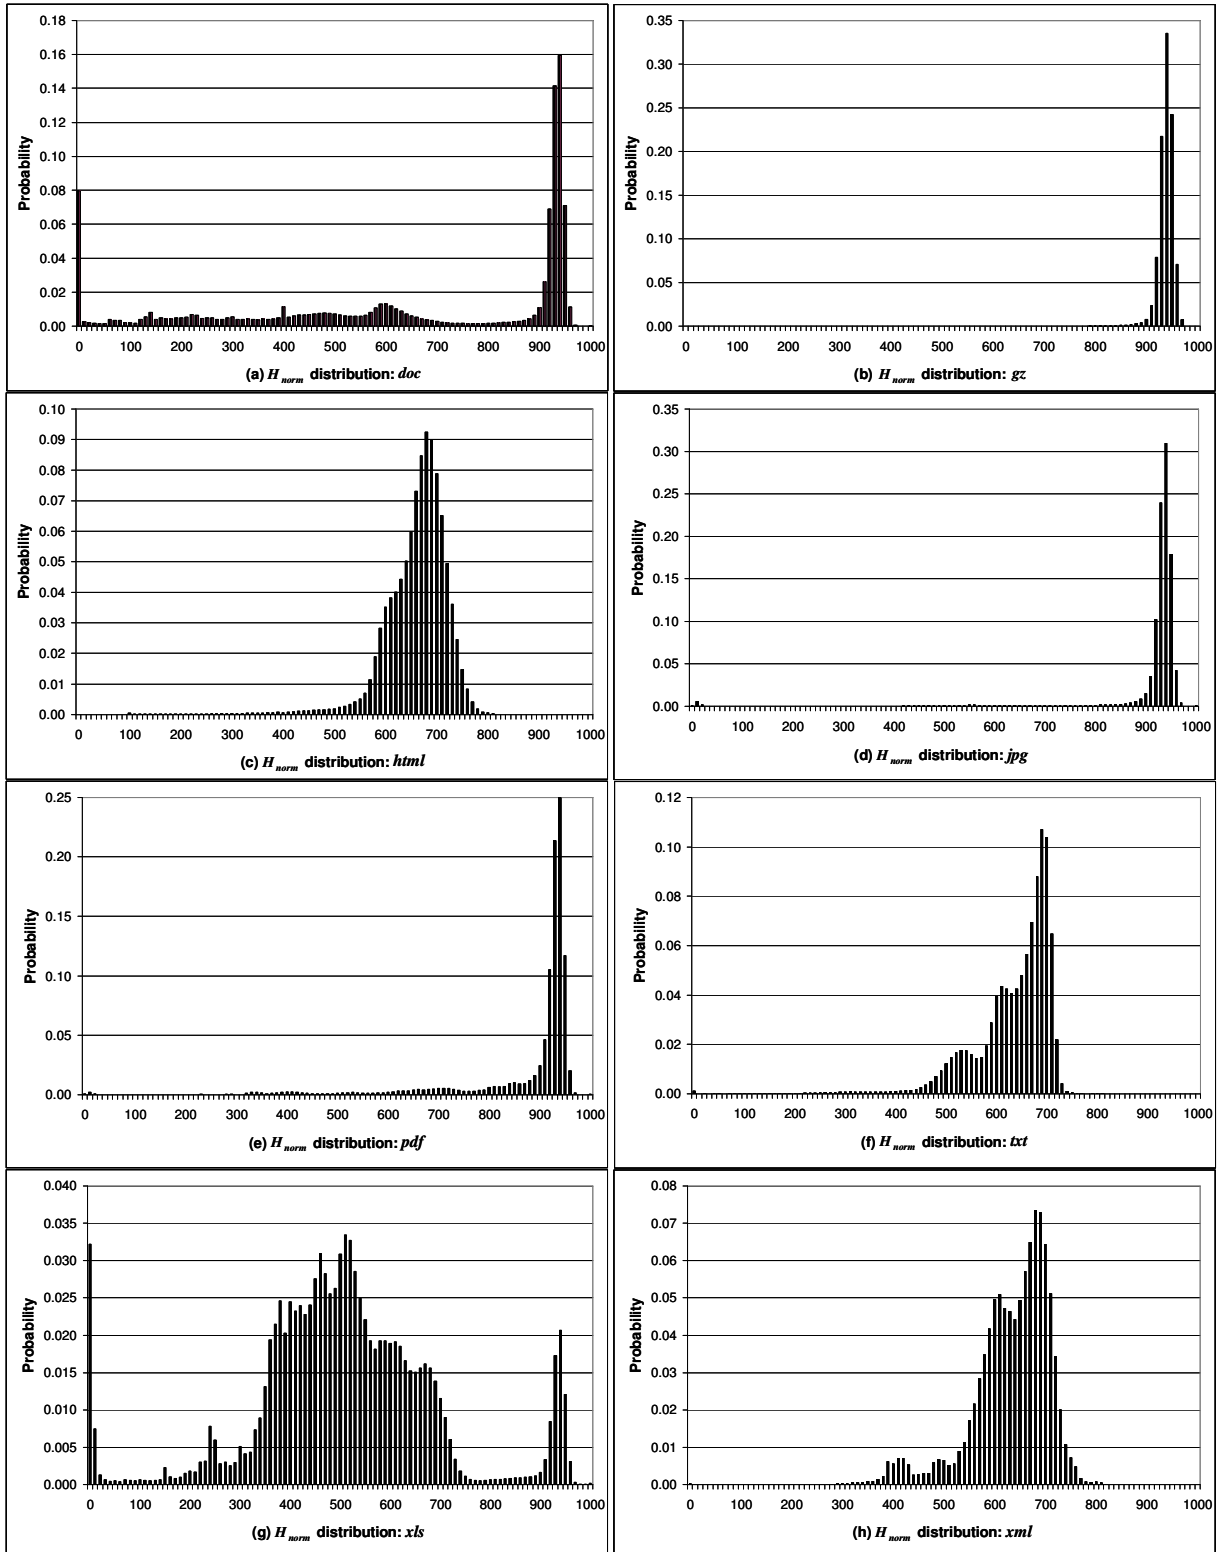 0.18
0.16
0.14
0.12
0.10
0.08
0.06
0.04
0.02
0.00
Probability
0 100 200 300 400 500 600 700 800 900 1000
(a) H norm distribution: doc
0.35
0.30
0.25
0.20
0.15
0.10
0.05
0.00
Probability
0 100 200 300 400 500 600 700 800 900 1000
(b) H norm distribution: gz
0.10
0.09
0.08
0.07
0.06
0.05
0.04
0.03
0.02
0.01
0.00
Probability
0 100 200 300 400 500 600 700 800 900 1000
(c) H norm distribution: html
0.35
0.30
0.25
0.20
0.15
0.10
0.05
0.00
Probability
0 100 200 300 400 500 600 700 800 900 1000
(d) H norm distribution: jpg
0.25
0.20
0.15
0.10
0.05
0.00
Probability
0 100 200 300 400 500 600 700 800 900 1000
(e) H norm distribution: pdf
0.12
0.10
0.08
0.06
0.04
0.02
0.00
Probability
0 100 200 300 400 500 600 700 800 900 1000
(f) H norm distribution: txt
0.040
0.035
0.030
0.025
0.020
0.015
0.010
0.005
0.000
Probability
0 100 200 300 400 500 600 700 800 900 1000
(g) H norm distribution: xls
0.08
0.07
0.06
0.05
0.04
0.03
0.02
0.01
0.00
Probability
0 100 200 300 400 500 600 700 800 900 1000
(h) H norm distribution: xml